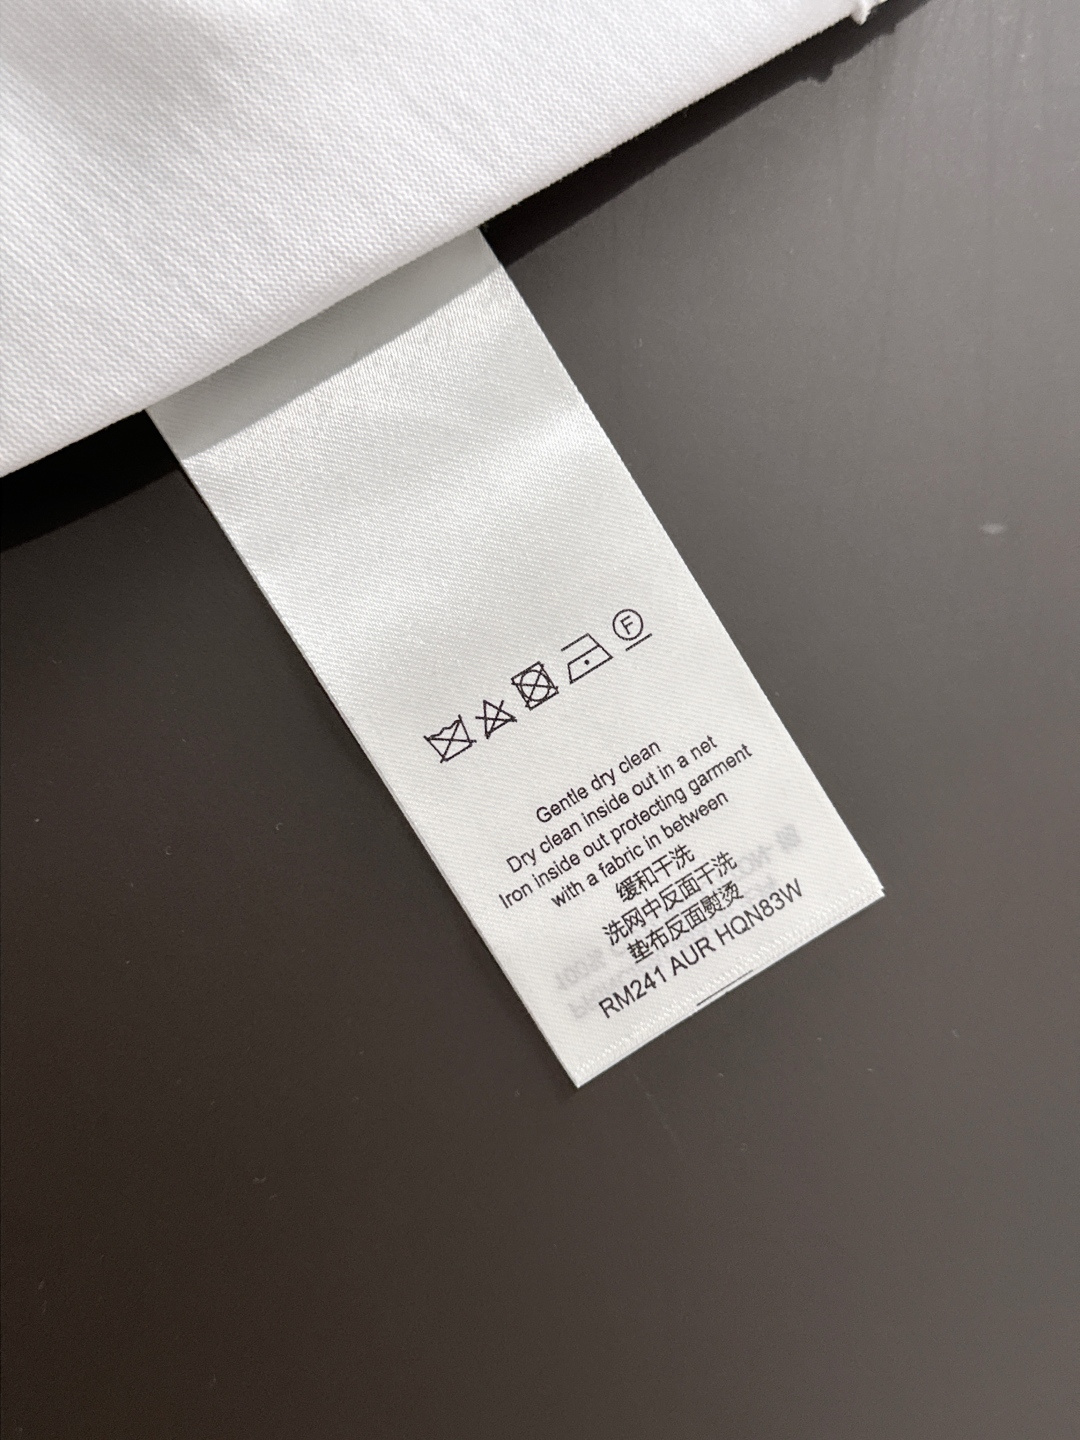 F
Gentle dry clean
Dry clean inside out in a net
Iron inside out protecting garment
with a fabric in between
缓和干洗
洗网中反面干洗
垫布反面熨烫
RM241 AUR HQN83W